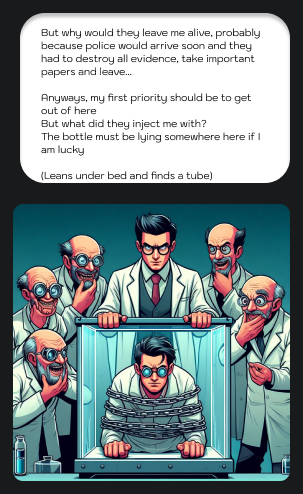 But why would they leave me alive, probably
because police would arrive soon and they
had to destroy all evidence, take important
papers and leave...
Anyways, my first priority should be to get
out of here
But what did they inject me with?
The bottle must be lying somewhere here if I
am lucky
(Leans under bed and finds a tube)